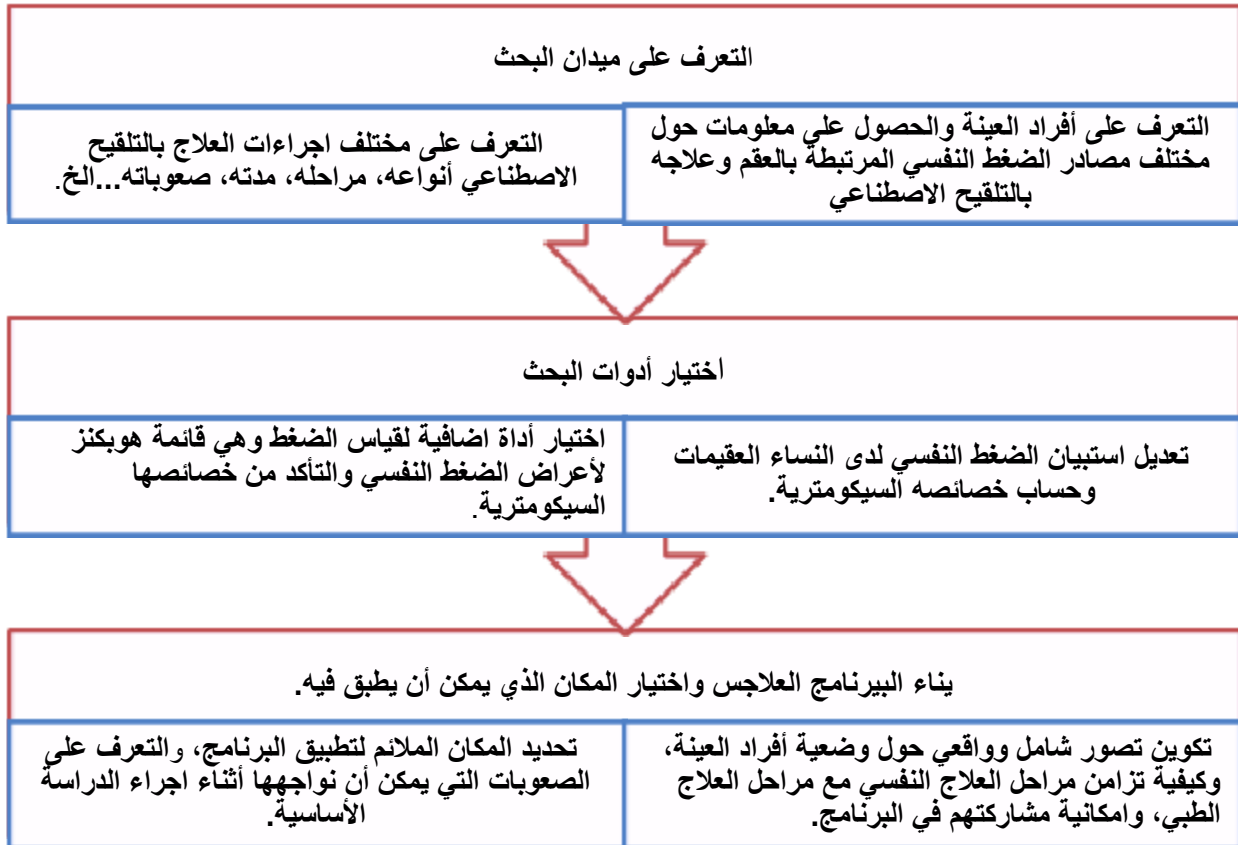 التعرف على ميدان البحث
التعرف على أفراد العينة والحصول علي معلومات حول
مختلف مصادر الضغط النفسي المرتبطة بالعقم وعلاجه
بالتلقيح الاصطناعي
التعرف على مختلف اجراءات العلاج بالتلقيح
الاصطناعي أنواعه، مراحله، مدته، صعوباته...الخ.
أختيار أدوات البحث
تعديل استبيان الضغط النفسي لدى النساء العقيمات
وحساب خصائصه السيكومترية.
اختيار أداة اضافية لقياس الضغط وهي قائمة هوبكنز
لأعراض الضغط النفسي والتأكد من خصائصها
السيكومترية.
يناء البيرنامج العلاجس واختيار المكان الذي يمكن أن يطبق فيه.
تكوين تصور شامل وواقعي حول وضعية أفراد العينة،
وكيفية تزامن مراحل العلاج النفسي مع مراحل العلاج
الطبي، وامكانية مشاركتهم في البرنامج.
تحديد المكان الملائم لتطبيق البرنامج، والتعرف على
الصعوبات التي يمكن أن نواجهها أثناء اجراء الدراسة
الأساسية.